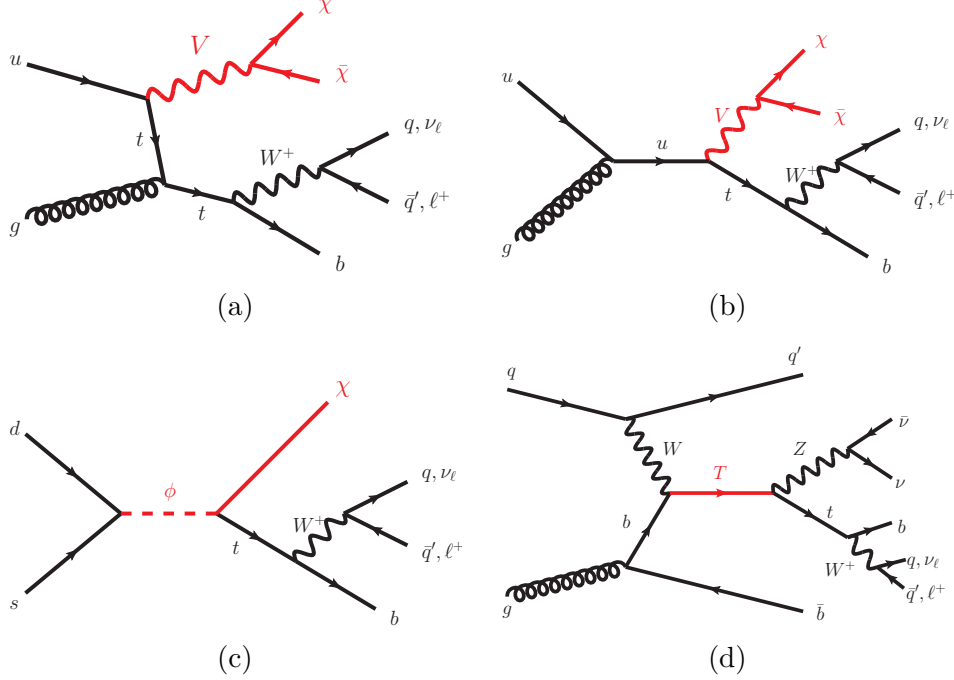 χ
V
u
χ̄
t
W⁺
q, ν_ℓ
q̄′, ℓ⁺
t
g
b
(a)
χ
u
V
χ̄
q, ν_ℓ
u
W⁺
t
q̄′, ℓ⁺
g
b
(b)
χ
d
q, ν_ℓ
ϕ
W⁺
t
q̄′, ℓ⁺
s
b
(c)
q′
q
ν̄
W
Z
T
ν
b
t
b
W⁺
q, ν_ℓ
q̄′, ℓ⁺
g
b̄
(d)